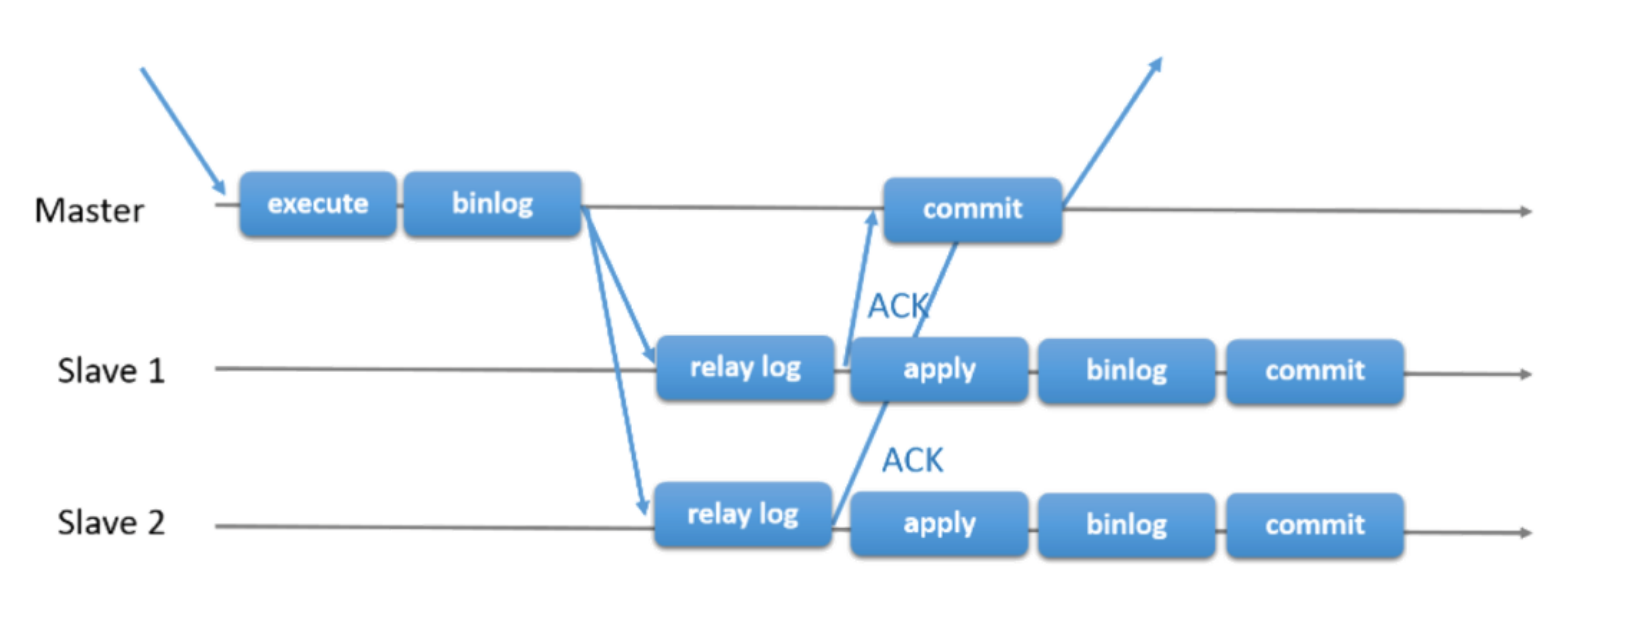 Master
execute
binlog
commit
ACK
Slave 1
relay log
apply
binlog
commit
ACK
Slave 2
relay log
apply
binlog
commit